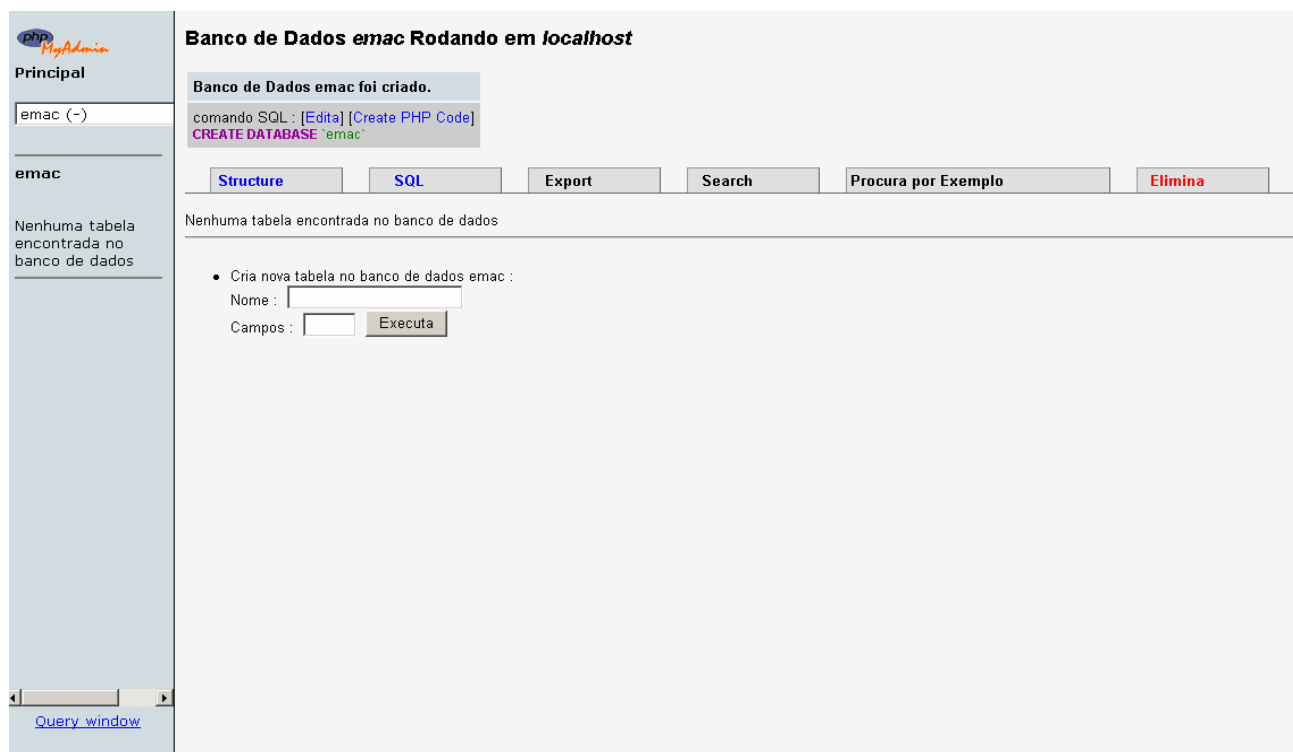 php
MyAdmin
Principal
emac (-)
emac
Nenhuma tabela
encontrada no
banco de dados
Query window
Banco de Dados emac Rodando em localhost
Banco de Dados emac foi criado.
comando SQL : [Edita] [Create PHP Code]
CREATE DATABASE `emac`
Structure SQL Export Search Procura por Exemplo Elimina
Nenhuma tabela encontrada no banco de dados
• Cria nova tabela no banco de dados emac :
Nome :
Campos : Executa